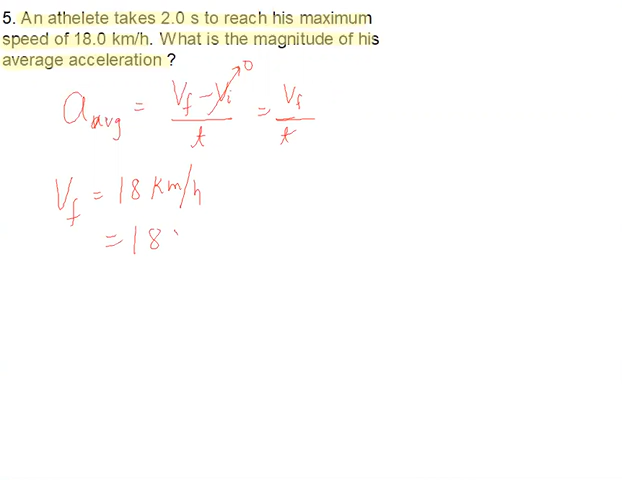 5. An athelete takes 2.0 s to reach his maximum
speed of 18.0 km/h. What is the magnitude of his
average acceleration ?
a_avg = (V_f - V_i)/t = V_f/t
0
V_f = 18 Km/h
= 18